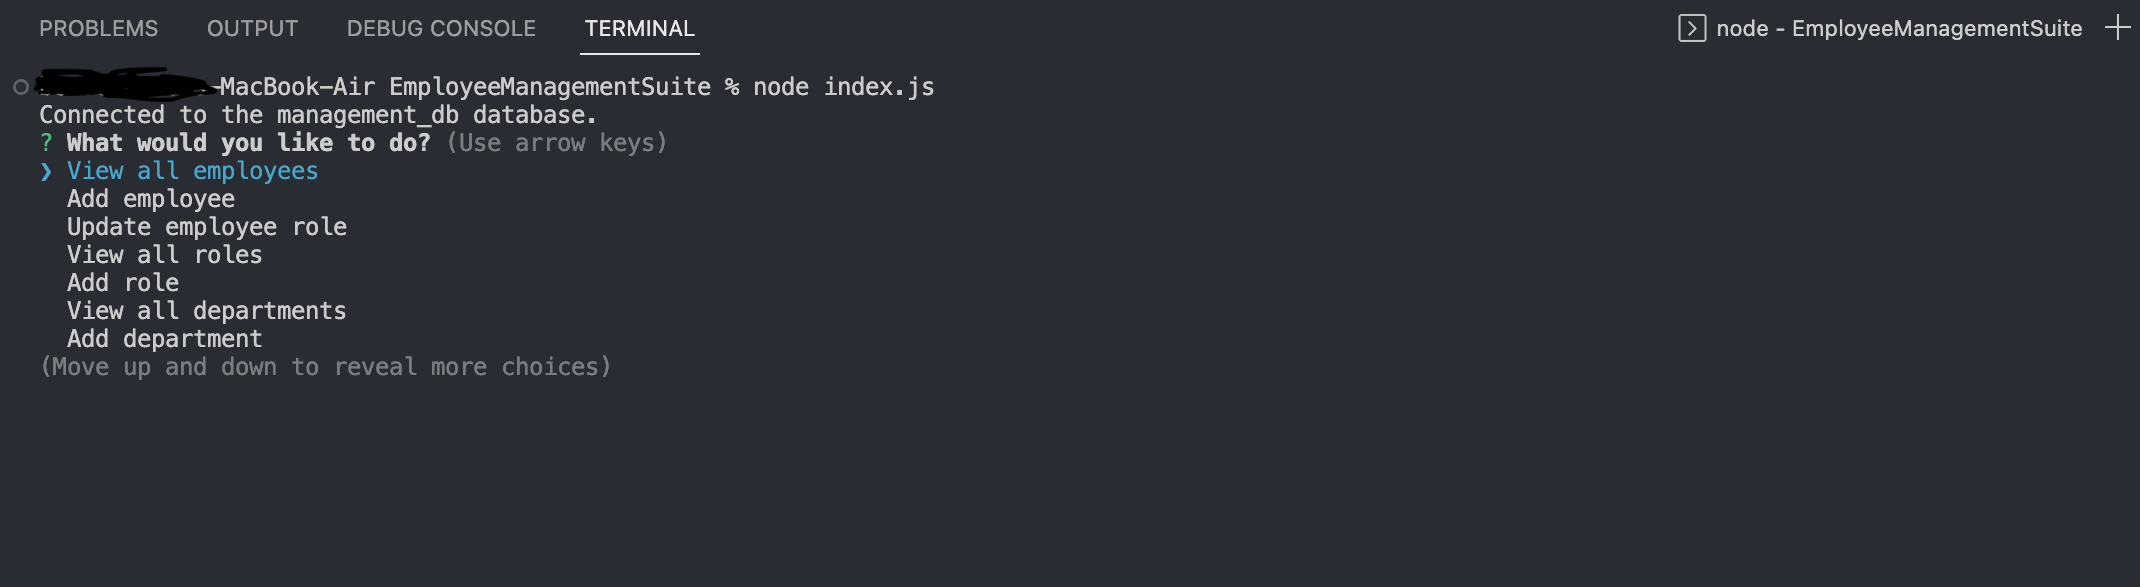 PROBLEMS OUTPUT DEBUG CONSOLE TERMINAL node - EmployeeManagementSuite
-MacBook-Air EmployeeManagementSuite % node index.js
Connected to the management_db database.
? What would you like to do? (Use arrow keys)
❯ View all employees
Add employee
Update employee role
View all roles
Add role
View all departments
Add department
(Move up and down to reveal more choices)